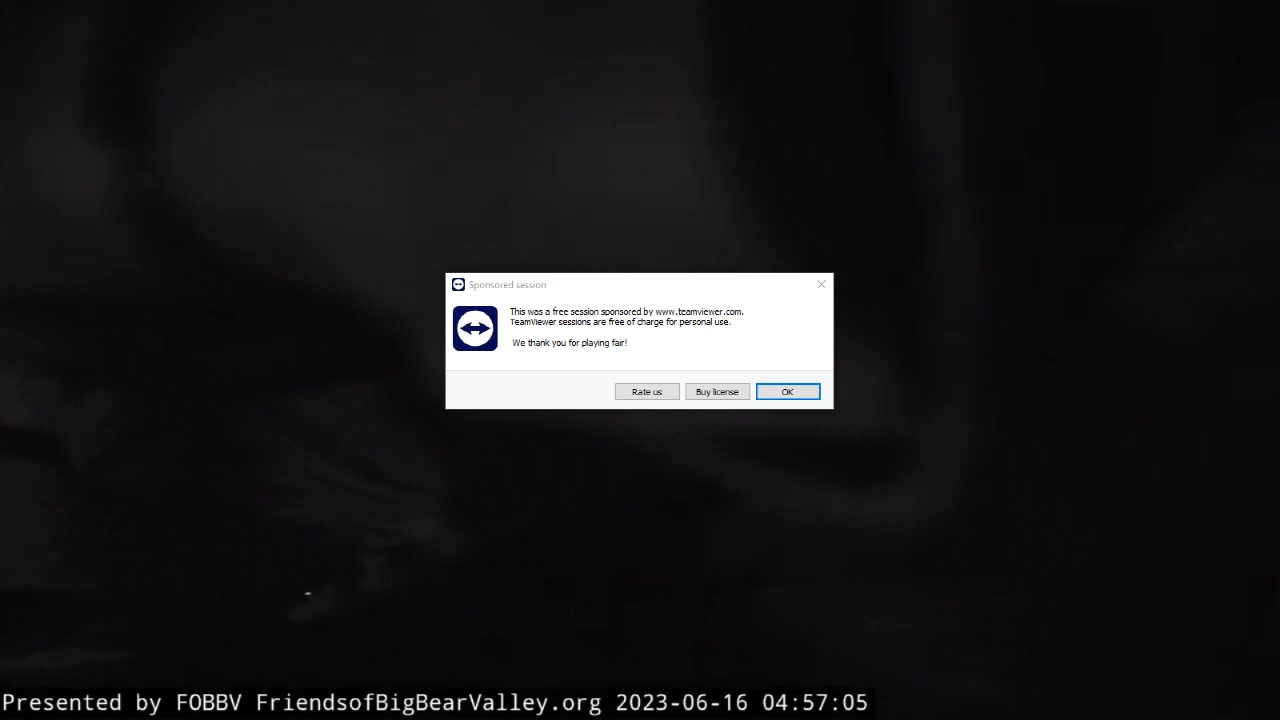 Sponsored session
This was a free session sponsored by www.teamviewer.com.
TeamViewer sessions are free of charge for personal use.
We thank you for playing fair!
Rate us
Buy license
OK
Presented by FOBBV FriendsofBigBearValley.org 2023-06-16 04:57:05